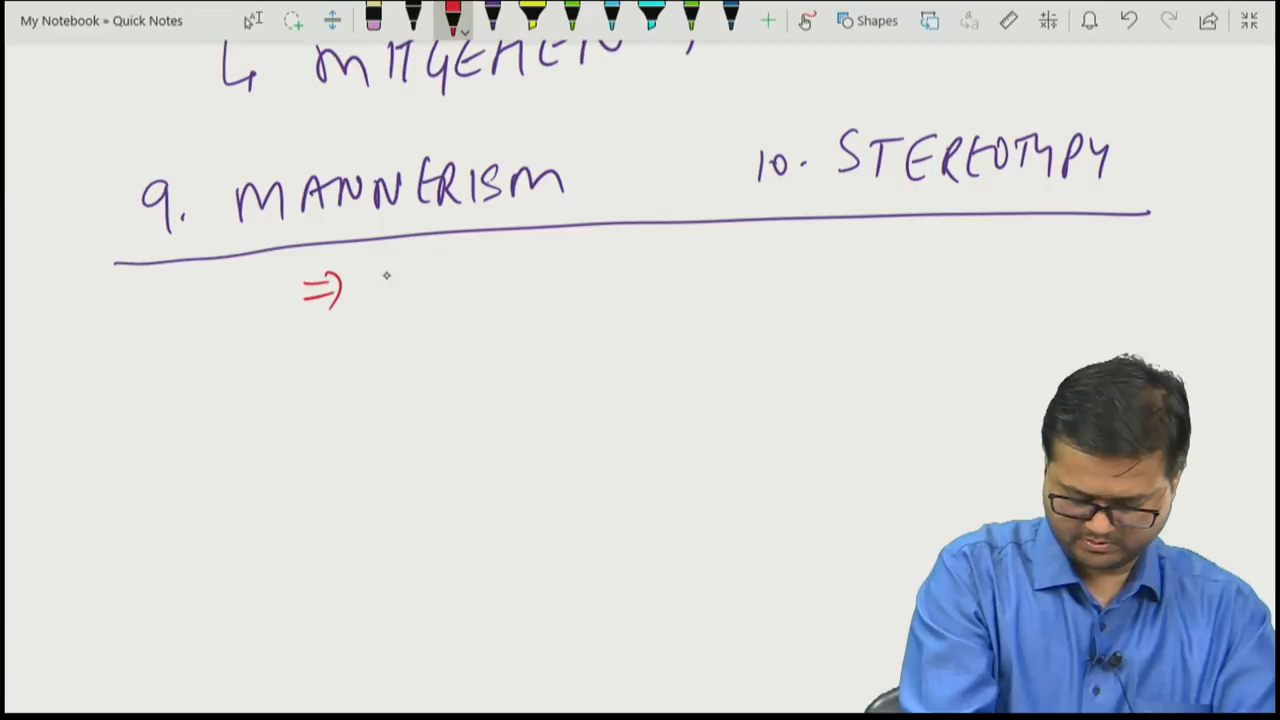 My Notebook » Quick Notes
Shapes
9. MANNERISM 10. STEREOTYPY
⇒